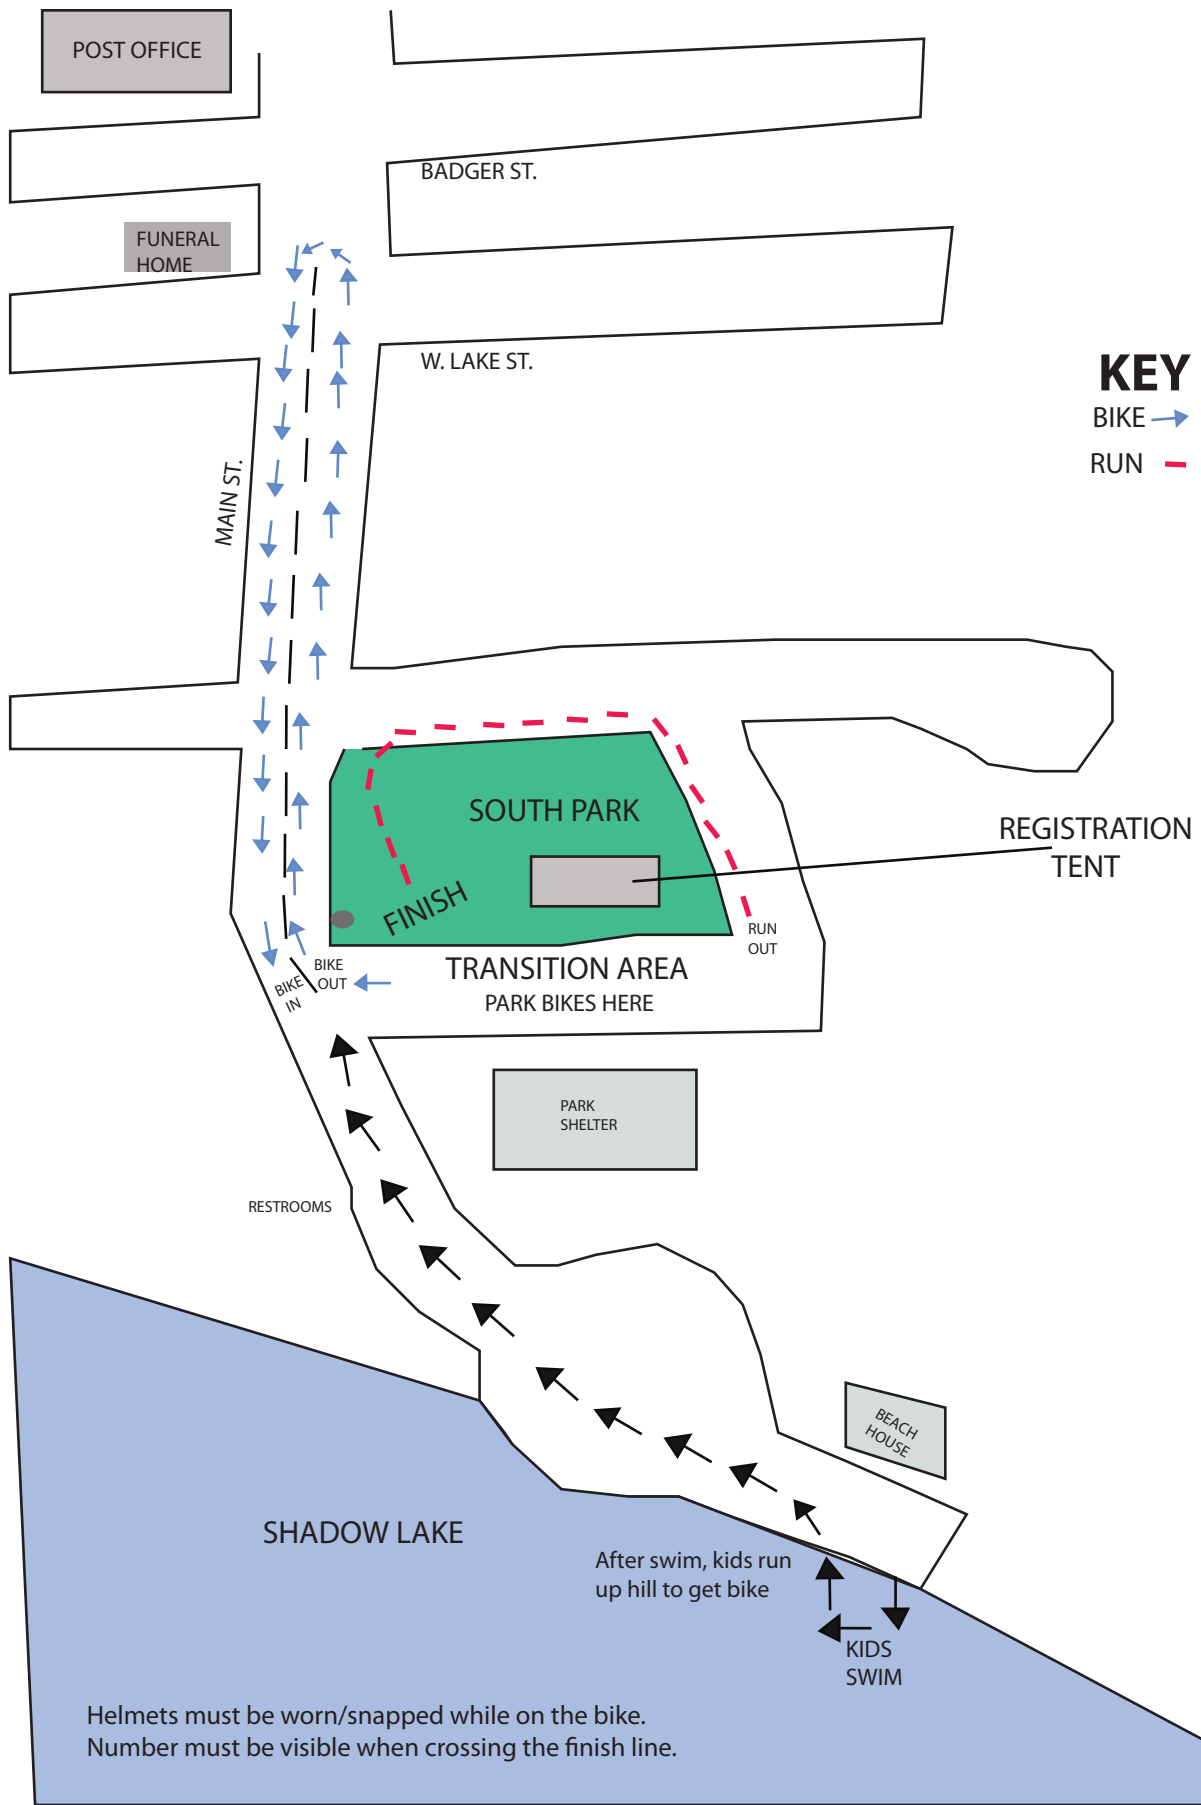 POST OFFICE
BADGER ST.
FUNERAL
HOME
W. LAKE ST.
KEY
BIKE
RUN
MAIN ST.
SOUTH PARK
REGISTRATION
TENT
FINISH
RUN
OUT
BIKE
OUT
BIKE
IN
TRANSITION AREA
PARK BIKES HERE
PARK
SHELTER
RESTROOMS
BEACH
HOUSE
SHADOW LAKE
After swim, kids run
up hill to get bike
KIDS
SWIM
Helmets must be worn/snapped while on the bike.
Number must be visible when crossing the finish line.